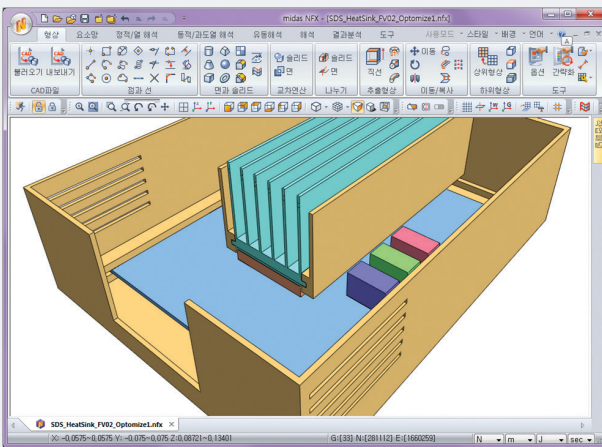 midas NFX - [SDS_HeatSink_FV02_Optomize1.nfx]
형상 요소망 정적/열 해석 동적/과도열 해석 유동해석 해석 결과분석 도구 사용모드 스타일 배경 언어
A
CAD CAD
불러오기 내보내기
솔리드 솔리드 이동
면 면
직선 상위형상 옵션 간략화
CAD파일 점과 선 면과 솔리드 교차연산 나누기 추출형상 이동/복사 하위형상 도구
작업패널
SDS_HeatSink_FV02_Optomize1.nfx
X: -0,0575~0,0575 Y: -0,075~0,075 Z:0,08721~0,13401 G:[33] N:[281112] E:[1660259] N m J sec